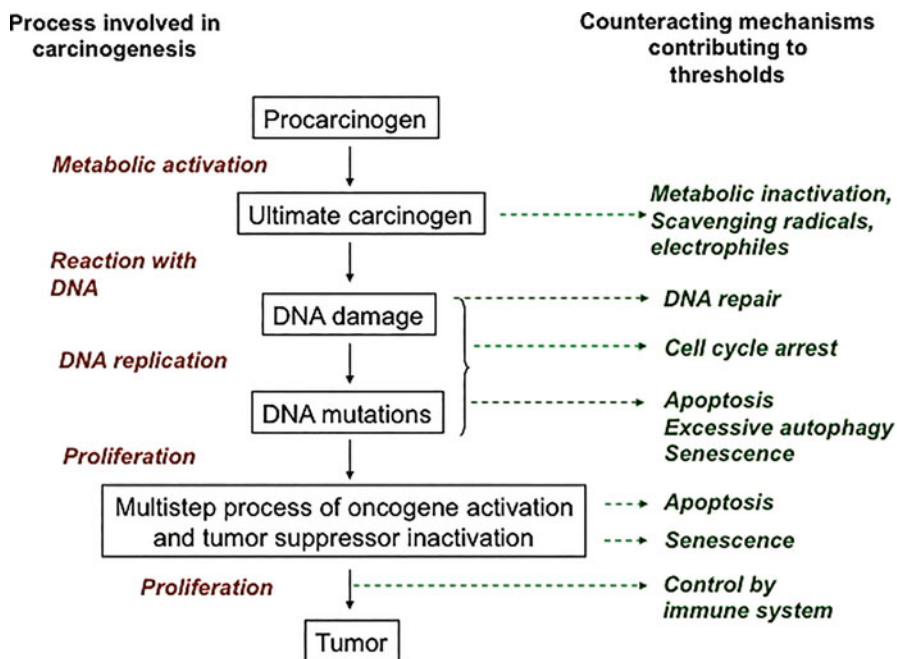 Process involved in
carcinogenesis
Counteracting mechanisms
contributing to
thresholds
Procarcinogen
Metabolic activation
Ultimate carcinogen
Metabolic inactivation,
Scavenging radicals,
electrophiles
Reaction with
DNA
DNA damage
DNA repair
DNA replication
Cell cycle arrest
DNA mutations
Apoptosis
Excessive autophagy
Senescence
Proliferation
Multistep process of oncogene activation
and tumor suppressor inactivation
Apoptosis
Senescence
Proliferation
Control by
immune system
Tumor